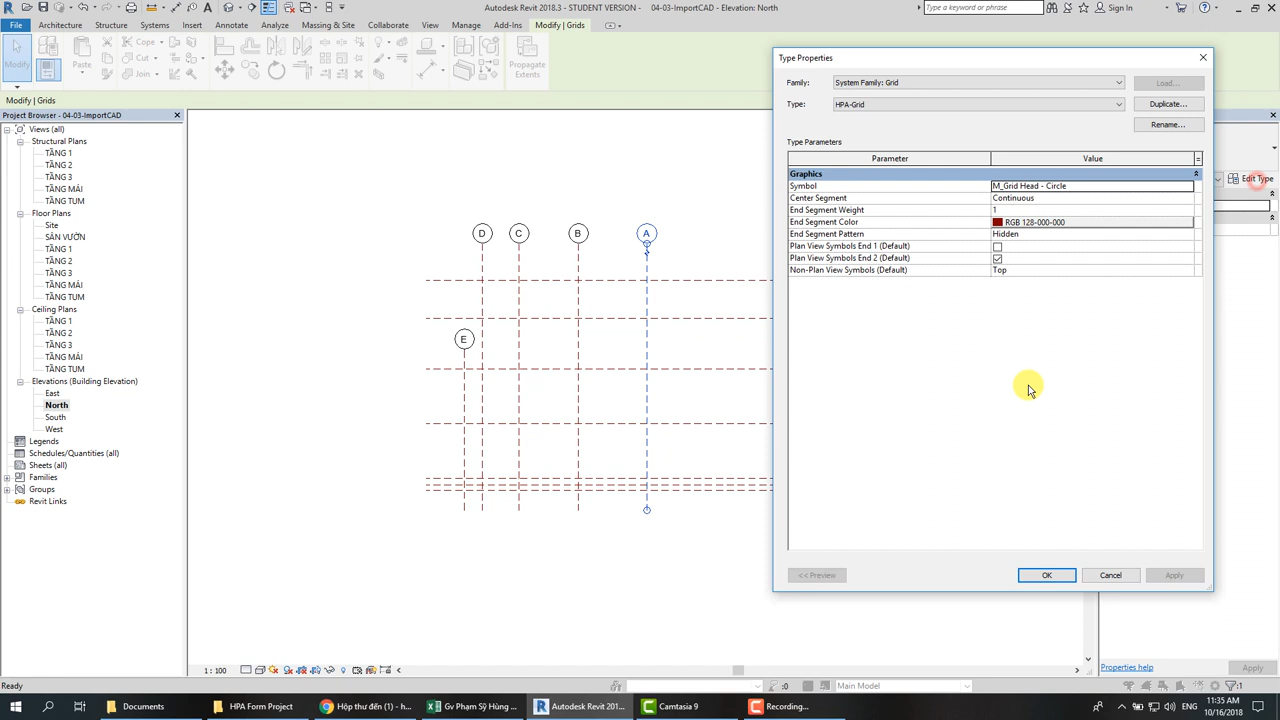 Autodesk Revit 2018.3 - STUDENT VERSION - 04-03-ImportCAD - Elevation: North
Type a keyword or phrase
Sign In
File Architecture Structure Systems Insert Annotate Analyze Massing & Site Collaborate View Manage Add-Ins Modify | Grids
Modify
Paste
Cope
Cut
Join
Propagate
Extents
Modify | Grids
Project Browser - 04-03-ImportCAD
Views (all)
Structural Plans
TẦNG 1
TẦNG 2
TẦNG 3
TẦNG MÁI
TẦNG TUM
Floor Plans
Site
SÂN VƯỜN
TẦNG 1
TẦNG 2
TẦNG 3
TẦNG MÁI
TẦNG TUM
Ceiling Plans
TẦNG 1
TẦNG 2
TẦNG 3
TẦNG MÁI
TẦNG TUM
Elevations (Building Elevation)
East
North
South
West
Legends
Schedules/Quantities (all)
Sheets (all)
Families
Groups
Revit Links
D C B A
E
Type Properties
Family: System Family: Grid Load...
Type: HPA-Grid Duplicate...
Rename...
Type Parameters
Parameter Value =
Graphics
Symbol M_Grid Head - Circle
Center Segment Continuous
End Segment Weight 1
End Segment Color RGB 128-000-000
End Segment Pattern Hidden
Plan View Symbols End 1 (Default)
Plan View Symbols End 2 (Default)
Non-Plan View Symbols (Default) Top
<< Preview OK Cancel Apply
Edit Type
Properties help Apply
1 : 100
Ready
:0 Main Model :1
Documents HPA Form Project Hộp thư đến (1) - h... Gv Phạm Sỹ Hùng ... Autodesk Revit 201... Camtasia 9 Recording...
ENG 11:35 AM
10/16/2018